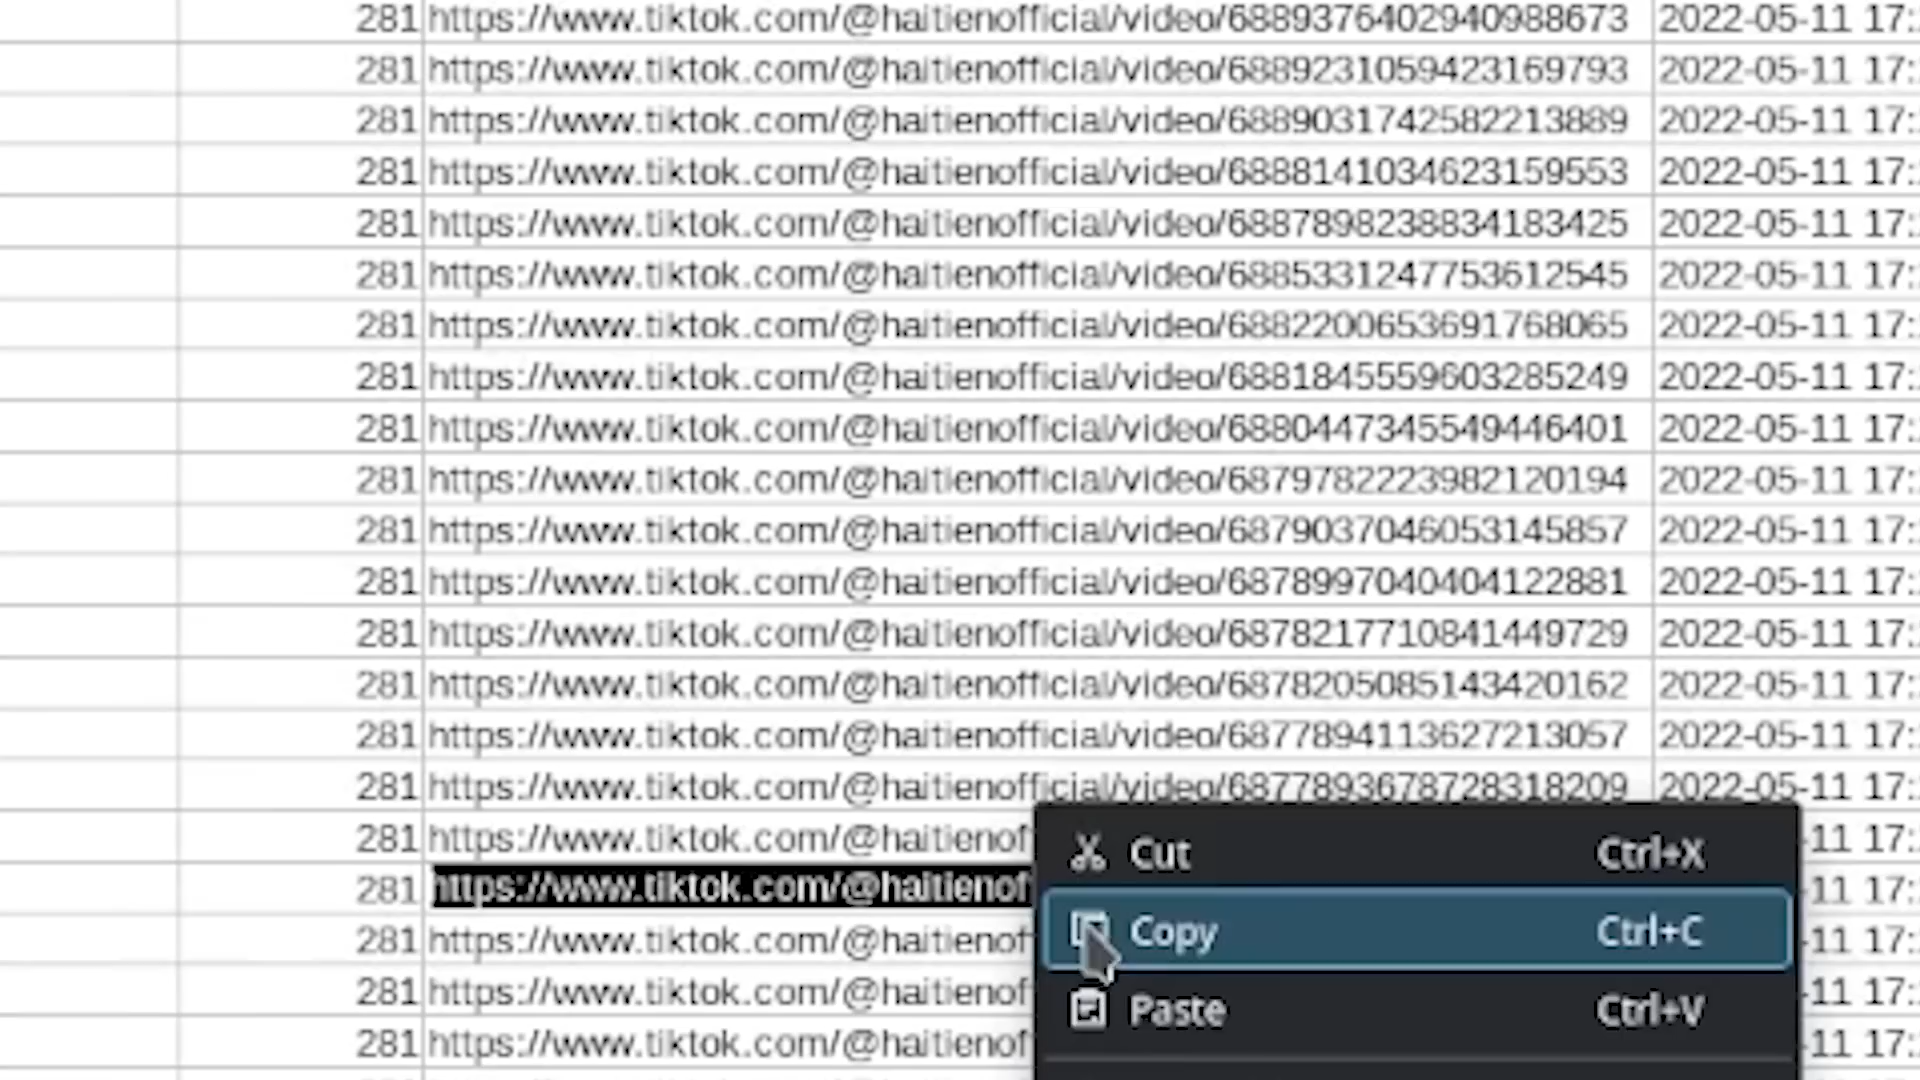 281 https://www.tiktok.com/@haitienofficial/video/6889376402940988673 2022-05-11 17:
281 https://www.tiktok.com/@haitienofficial/video/6889231059423169793 2022-05-11 17:
281 https://www.tiktok.com/@haitienofficial/video/6889031742582213889 2022-05-11 17:
281 https://www.tiktok.com/@haitienofficial/video/6888141034623159553 2022-05-11 17:
281 https://www.tiktok.com/@haitienofficial/video/6887898238834183425 2022-05-11 17:
281 https://www.tiktok.com/@haitienofficial/video/6885331247753612545 2022-05-11 17:
281 https://www.tiktok.com/@haitienofficial/video/6882200653691768065 2022-05-11 17:
281 https://www.tiktok.com/@haitienofficial/video/6881845559603285249 2022-05-11 17:
281 https://www.tiktok.com/@haitienofficial/video/6880447345549446401 2022-05-11 17:
281 https://www.tiktok.com/@haitienofficial/video/6879782223982120194 2022-05-11 17:
281 https://www.tiktok.com/@haitienofficial/video/6879037046053145857 2022-05-11 17:
281 https://www.tiktok.com/@haitienofficial/video/6878997040404122881 2022-05-11 17:
281 https://www.tiktok.com/@haitienofficial/video/6878217710841449729 2022-05-11 17:
281 https://www.tiktok.com/@haitienofficial/video/6878205085143420162 2022-05-11 17:
281 https://www.tiktok.com/@haitienofficial/video/6877894113627213057 2022-05-11 17:
281 https://www.tiktok.com/@haitienofficial/video/6877893678728318209 2022-05-11 17:
281 https://www.tiktok.com/@haitienof -11 17:
Cut Ctrl+X
281 https://www.tiktok.com/@haitienof -11 17:
Copy Ctrl+C
281 https://www.tiktok.com/@haitienof -11 17:
281 https://www.tiktok.com/@haitienof -11 17:
Paste Ctrl+V
281 https://www.tiktok.com/@haitienof -11 17: